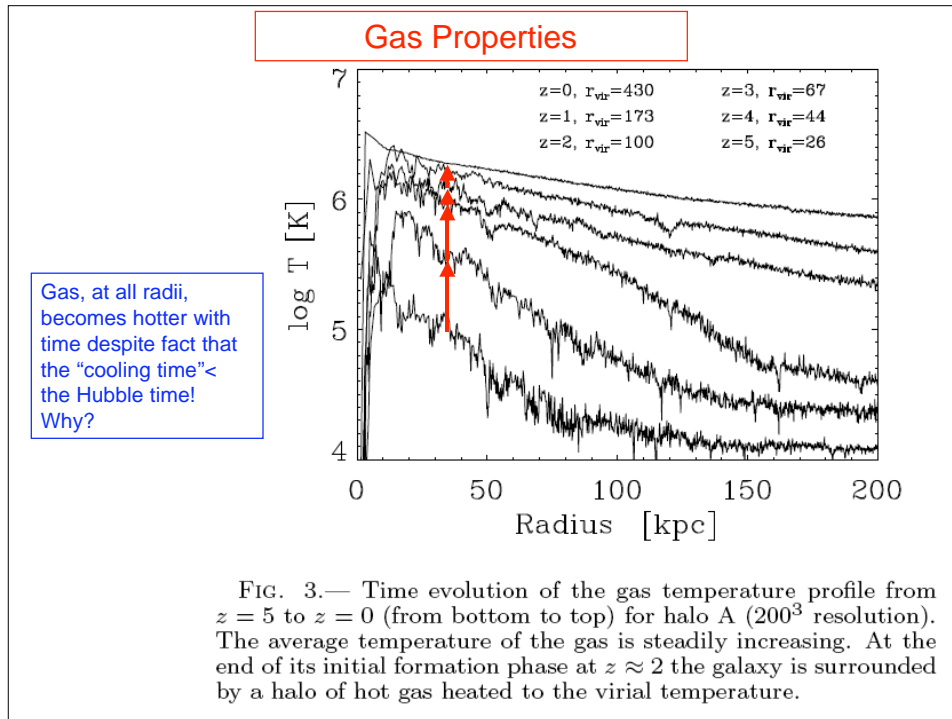 Gas Properties
7
6
5
4
log T [K]
z=0, r_vir=430
z=1, r_vir=173
z=2, r_vir=100
z=3, r_vir=67
z=4, r_vir=44
z=5, r_vir=26
0 50 100 150 200
Radius [kpc]
Gas, at all radii,
becomes hotter with
time despite fact that
the “cooling time”<
the Hubble time!
Why?
FIG. 3.— Time evolution of the gas temperature profile from
z = 5 to z = 0 (from bottom to top) for halo A (200³ resolution).
The average temperature of the gas is steadily increasing. At the
end of its initial formation phase at z ≈ 2 the galaxy is surrounded
by a halo of hot gas heated to the virial temperature.